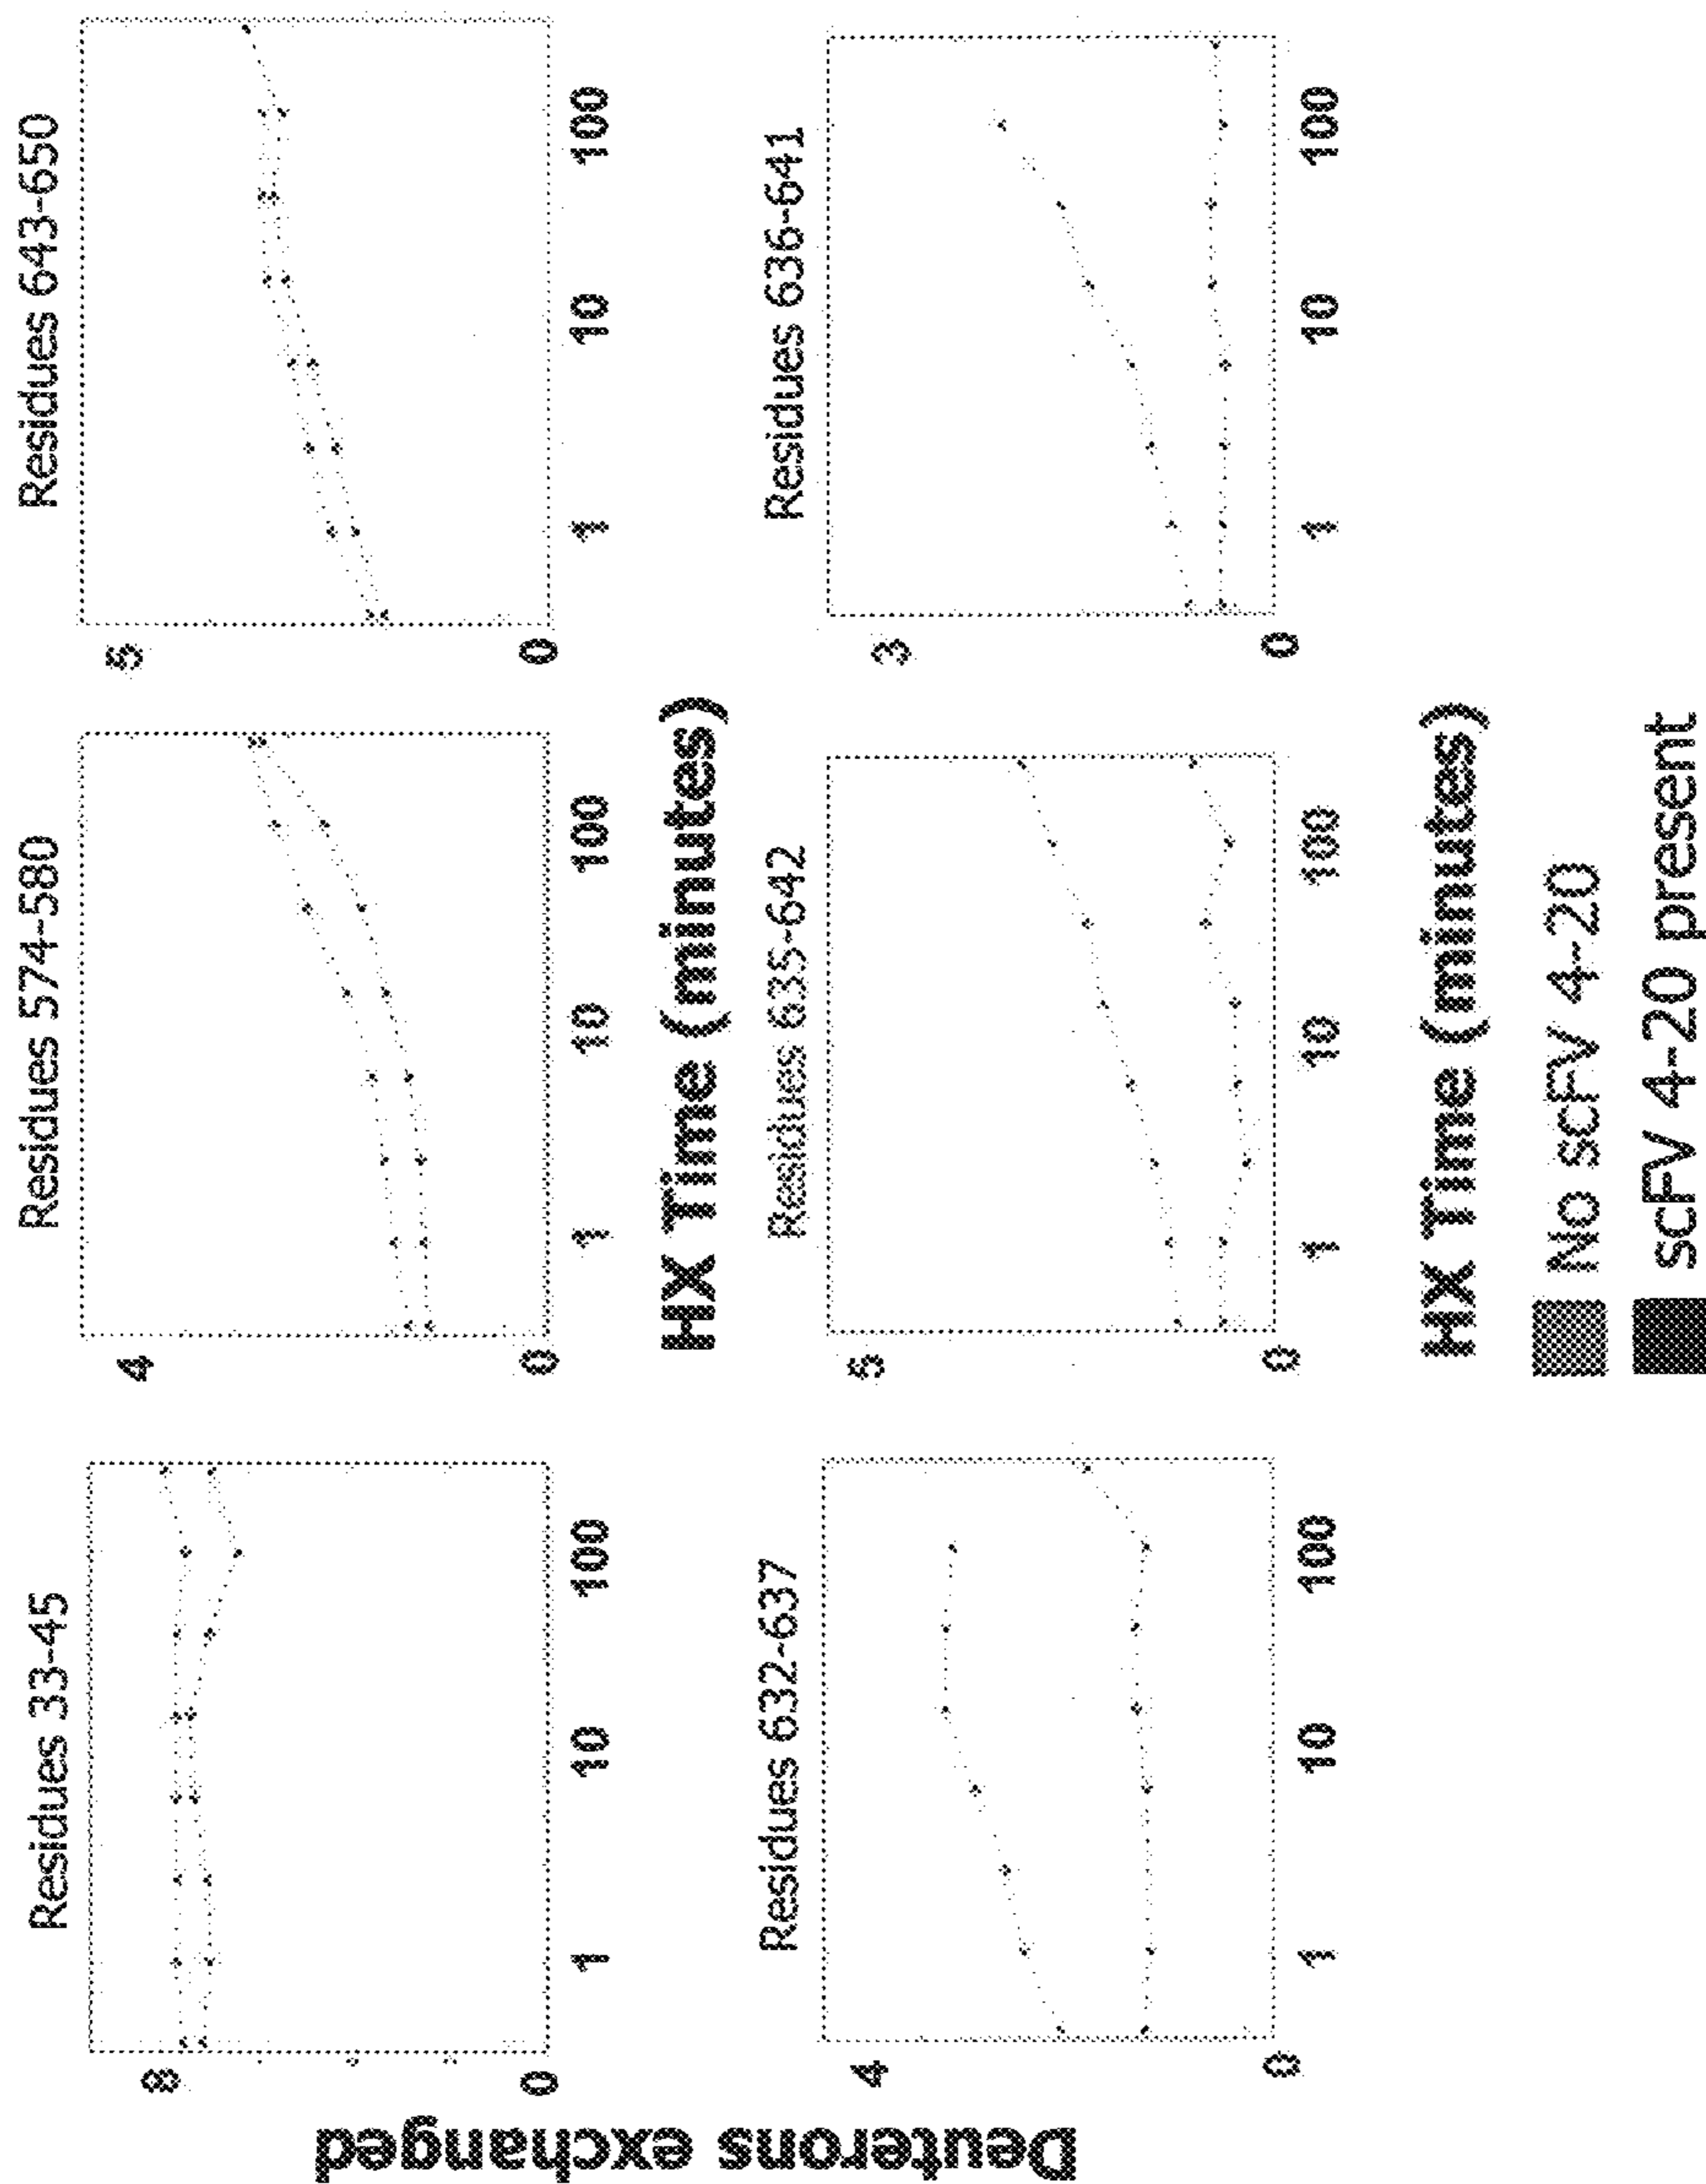 Residues 33-45
Residues 574-580
Residues 643-650
8
0
1
10
100
4
0
1
10
100
5
0
1
10
100
HX Time (minutes)
Deuterons exchanged
Residues 632-637
Residues 635-642
Residues 636-641
4
0
1
10
100
5
0
1
10
100
3
0
1
10
100
HX Time (minutes)
No scFV 4-20
scFV 4-20 present